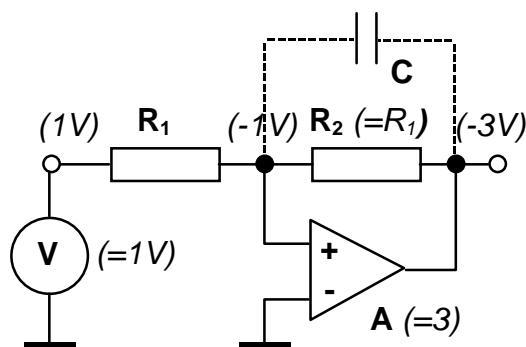 C
(1V) R₁ (-1V) R₂ (=R₁) (-3V)
V (=1V)
+
-
A (=3)